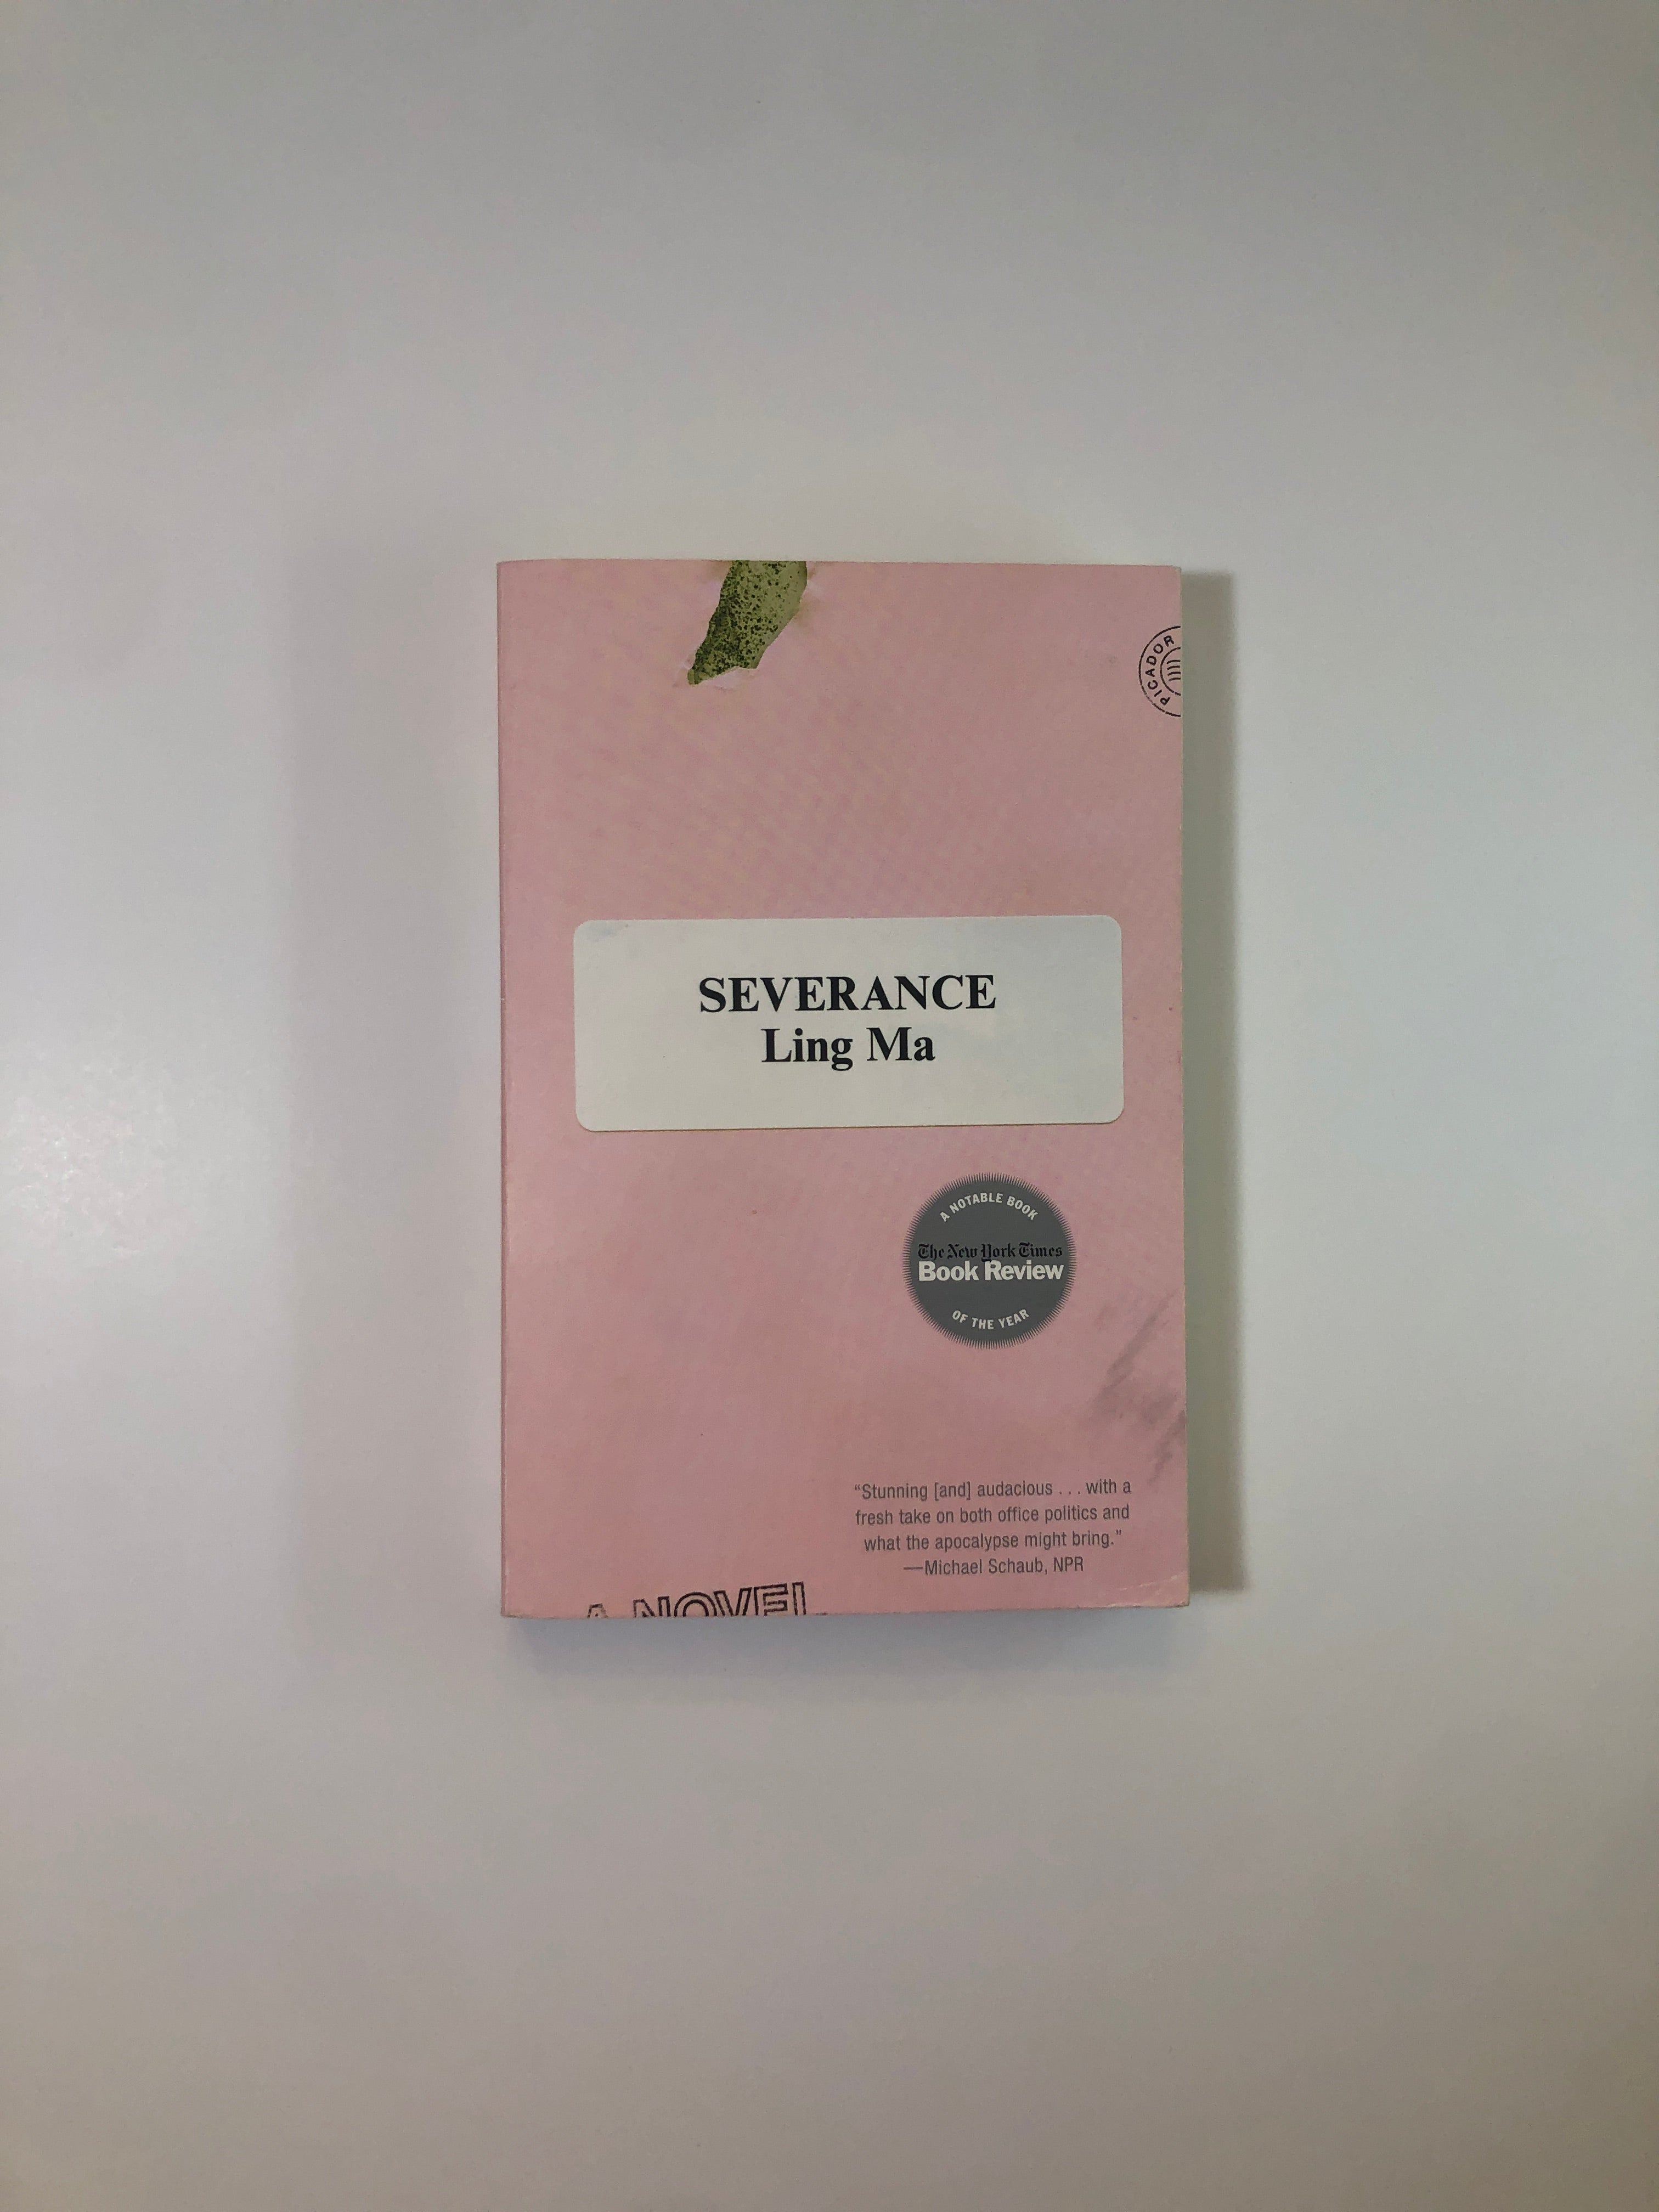 PICADOR
SEVERANCE
Ling Ma
A NOTABLE BOOK
The New York Times
Book Review
OF THE YEAR
“Stunning [and] audacious . . . with a
fresh take on both office politics and
what the apocalypse might bring.”
—Michael Schaub, NPR
A NOVEL